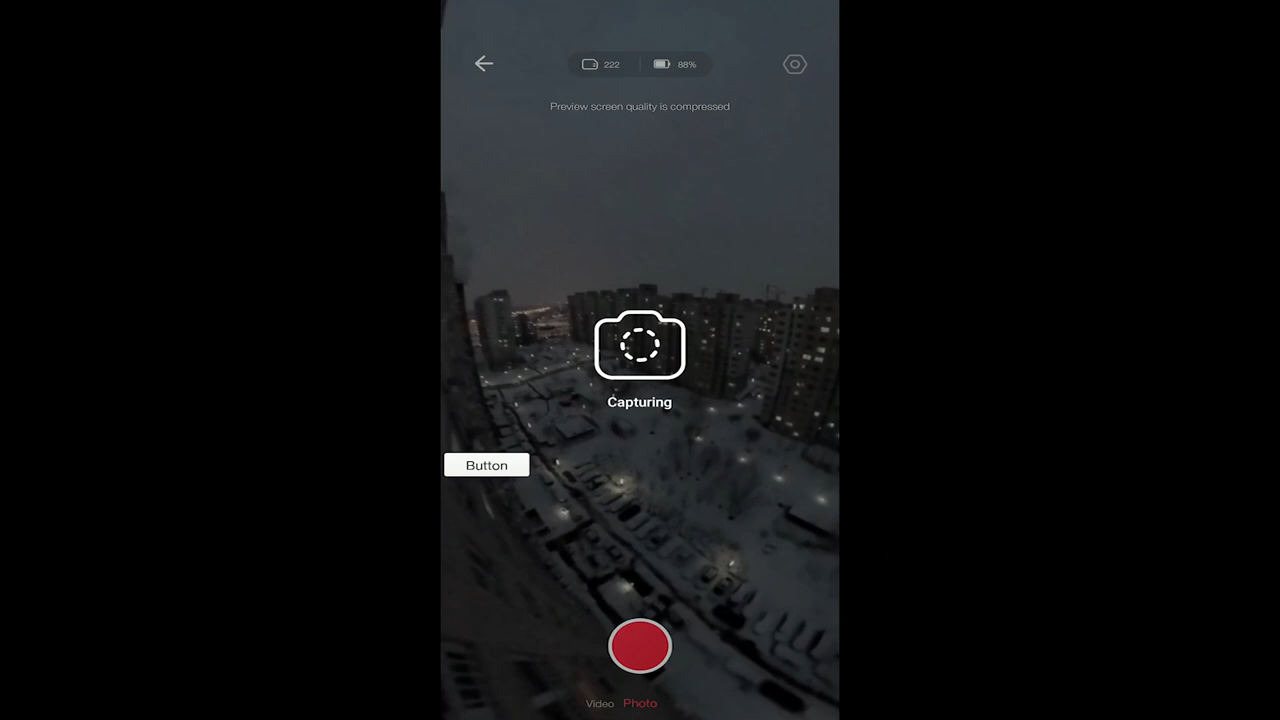 222 88%
Preview screen quality is compressed
Capturing
Button
Video Photo